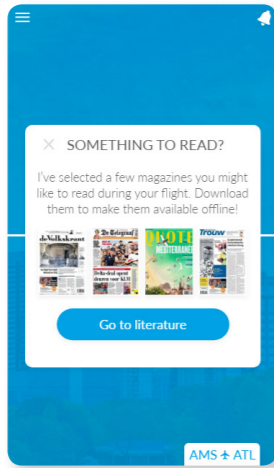 SOMETHING TO READ?
I've selected a few magazines you might
like to read during your flight. Download
them to make them available offline!
de Volkskrant
De Telegraaf
QUOTE
MEDITERRANEE
Trouw
Go to literature
AMS ATL